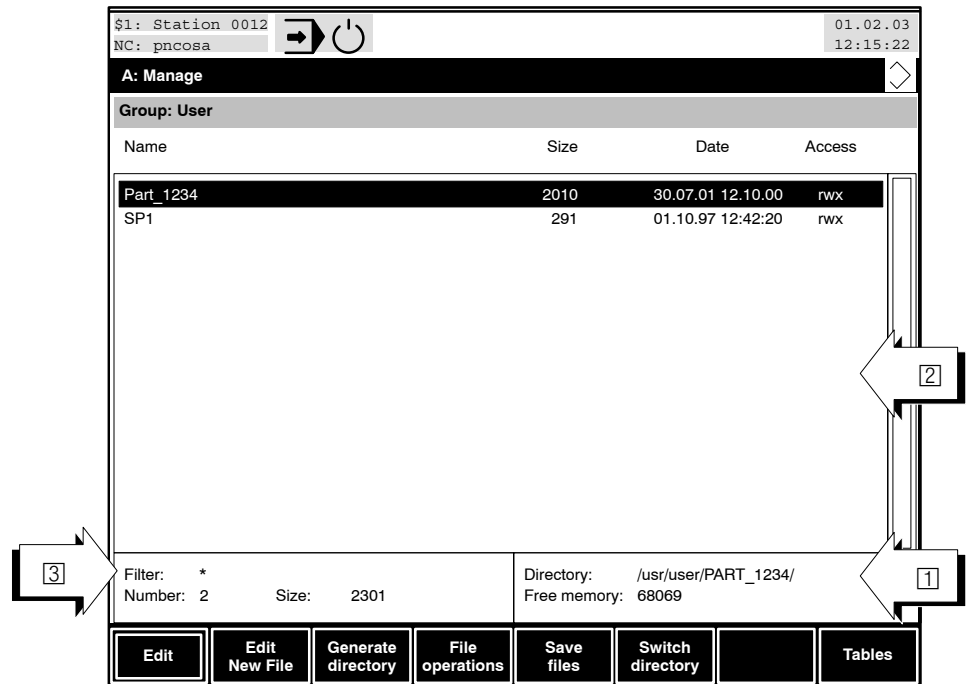 $1: Station 0012
NC: pncosa
01.02.03
12:15:22
A: Manage
Group: User
Name Size Date Access
Part_1234 2010 30.07.01 12.10.00 rwx
SP1 291 01.10.97 12:42:20 rwx
2
3
1
Filter: *
Number: 2 Size: 2301
Directory: /usr/user/PART_1234/
Free memory: 68069
Edit
Edit
New File
Generate
directory
File
operations
Save
files
Switch
directory
Tables